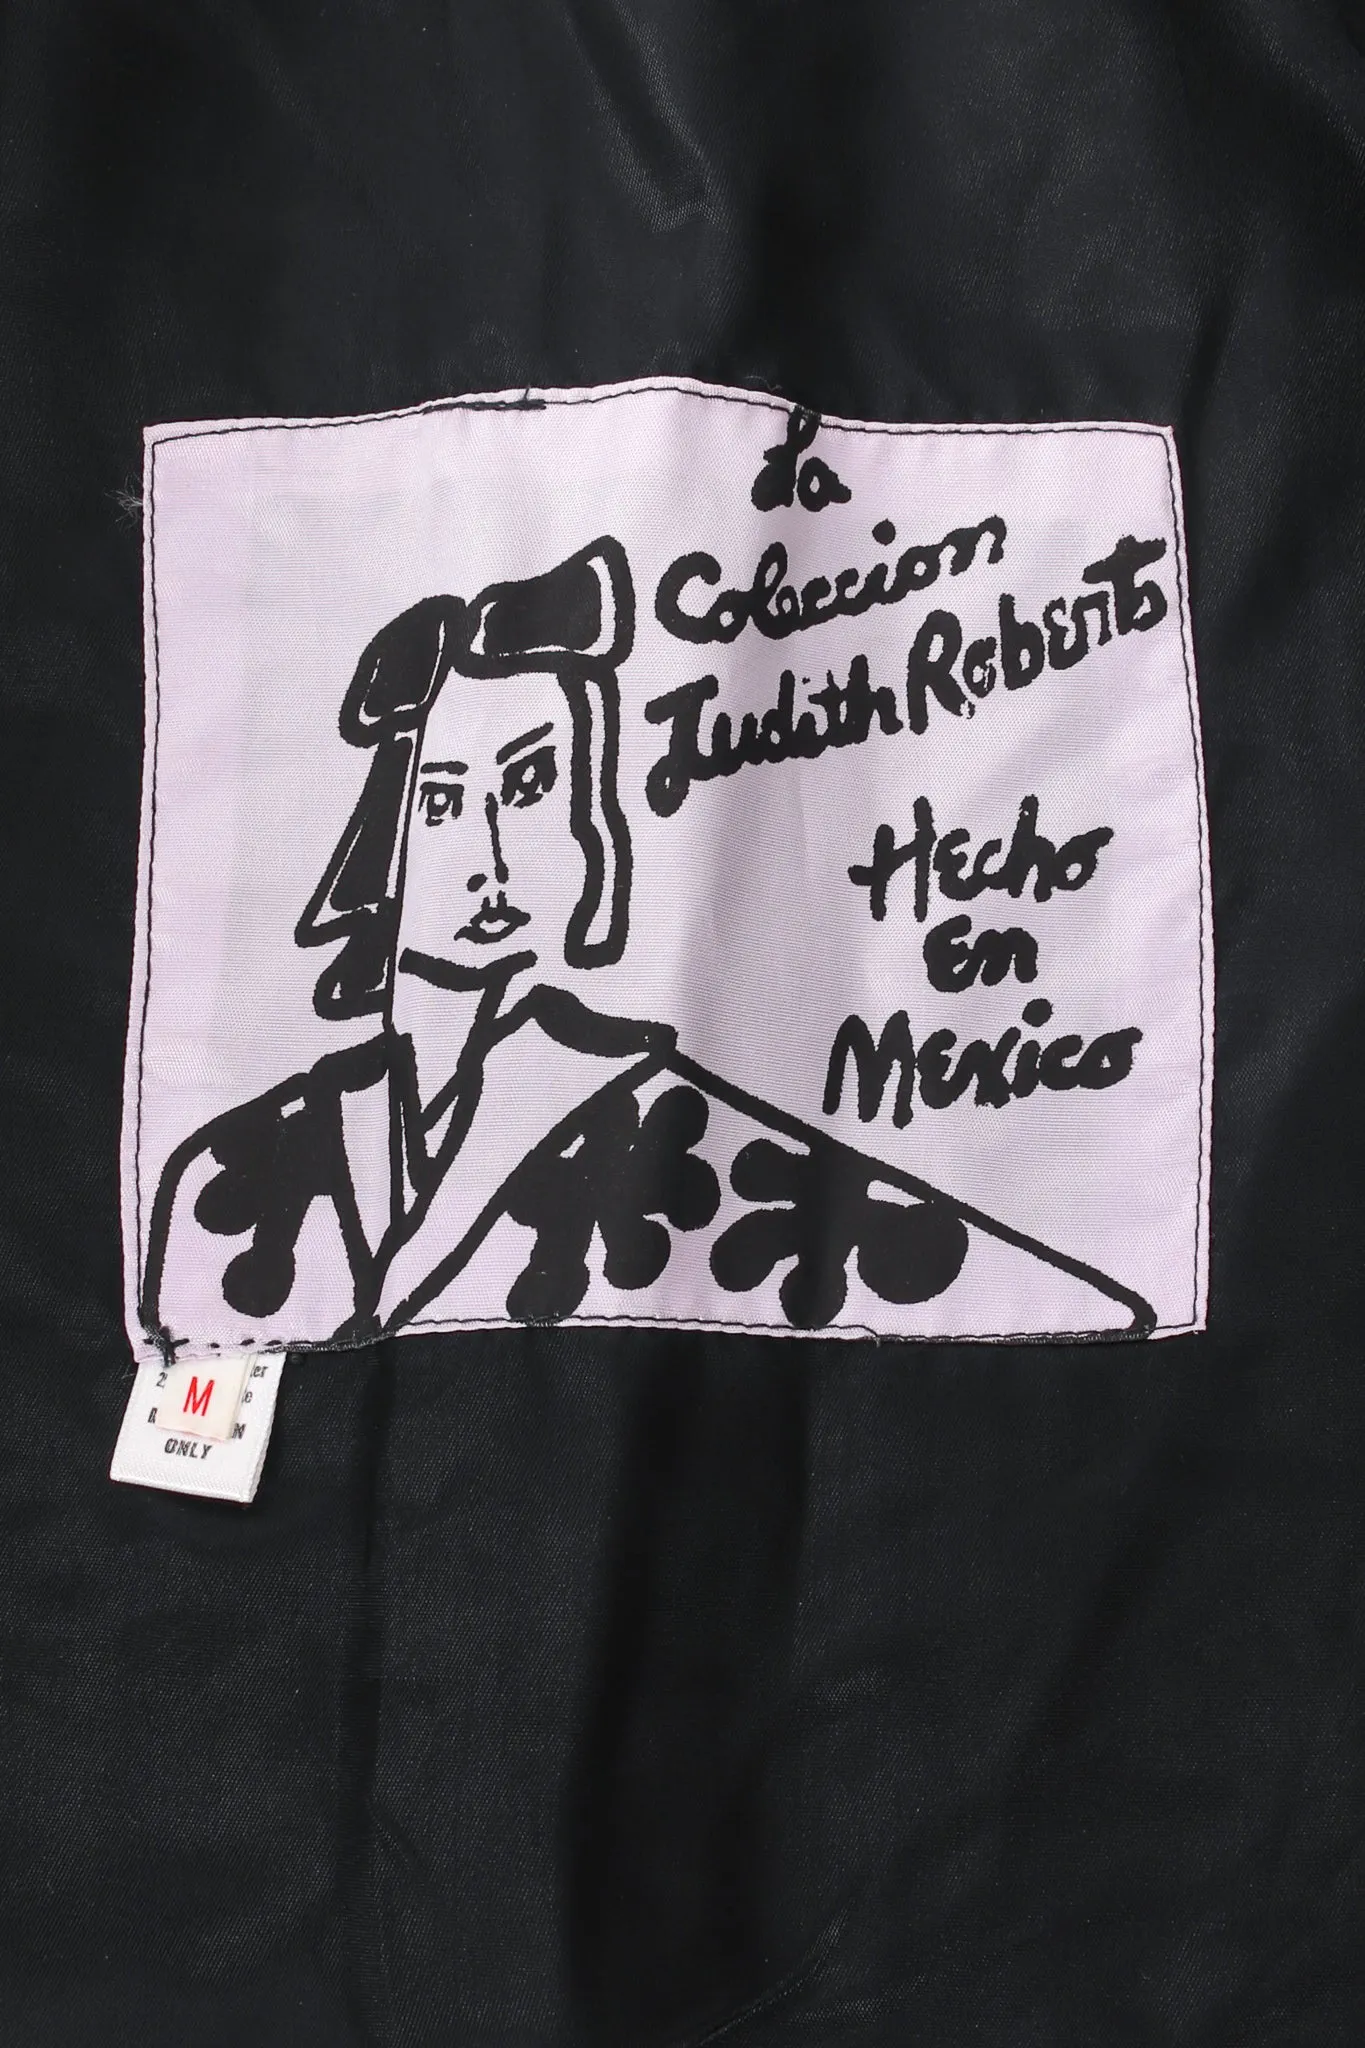 La
Coleccion
Judith Roberts
Hecho
En
Mexico
M
ONLY